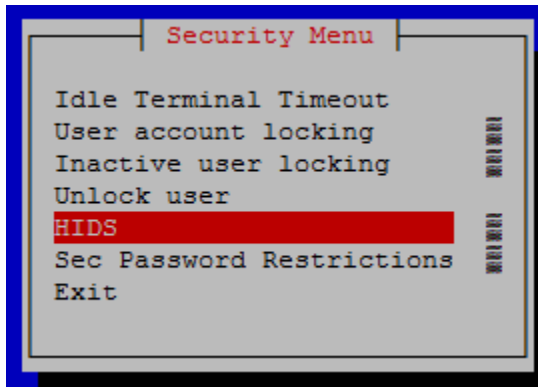 Security Menu
Idle Terminal Timeout
User account locking
Inactive user locking
Unlock user
HIDS
Sec Password Restrictions
Exit